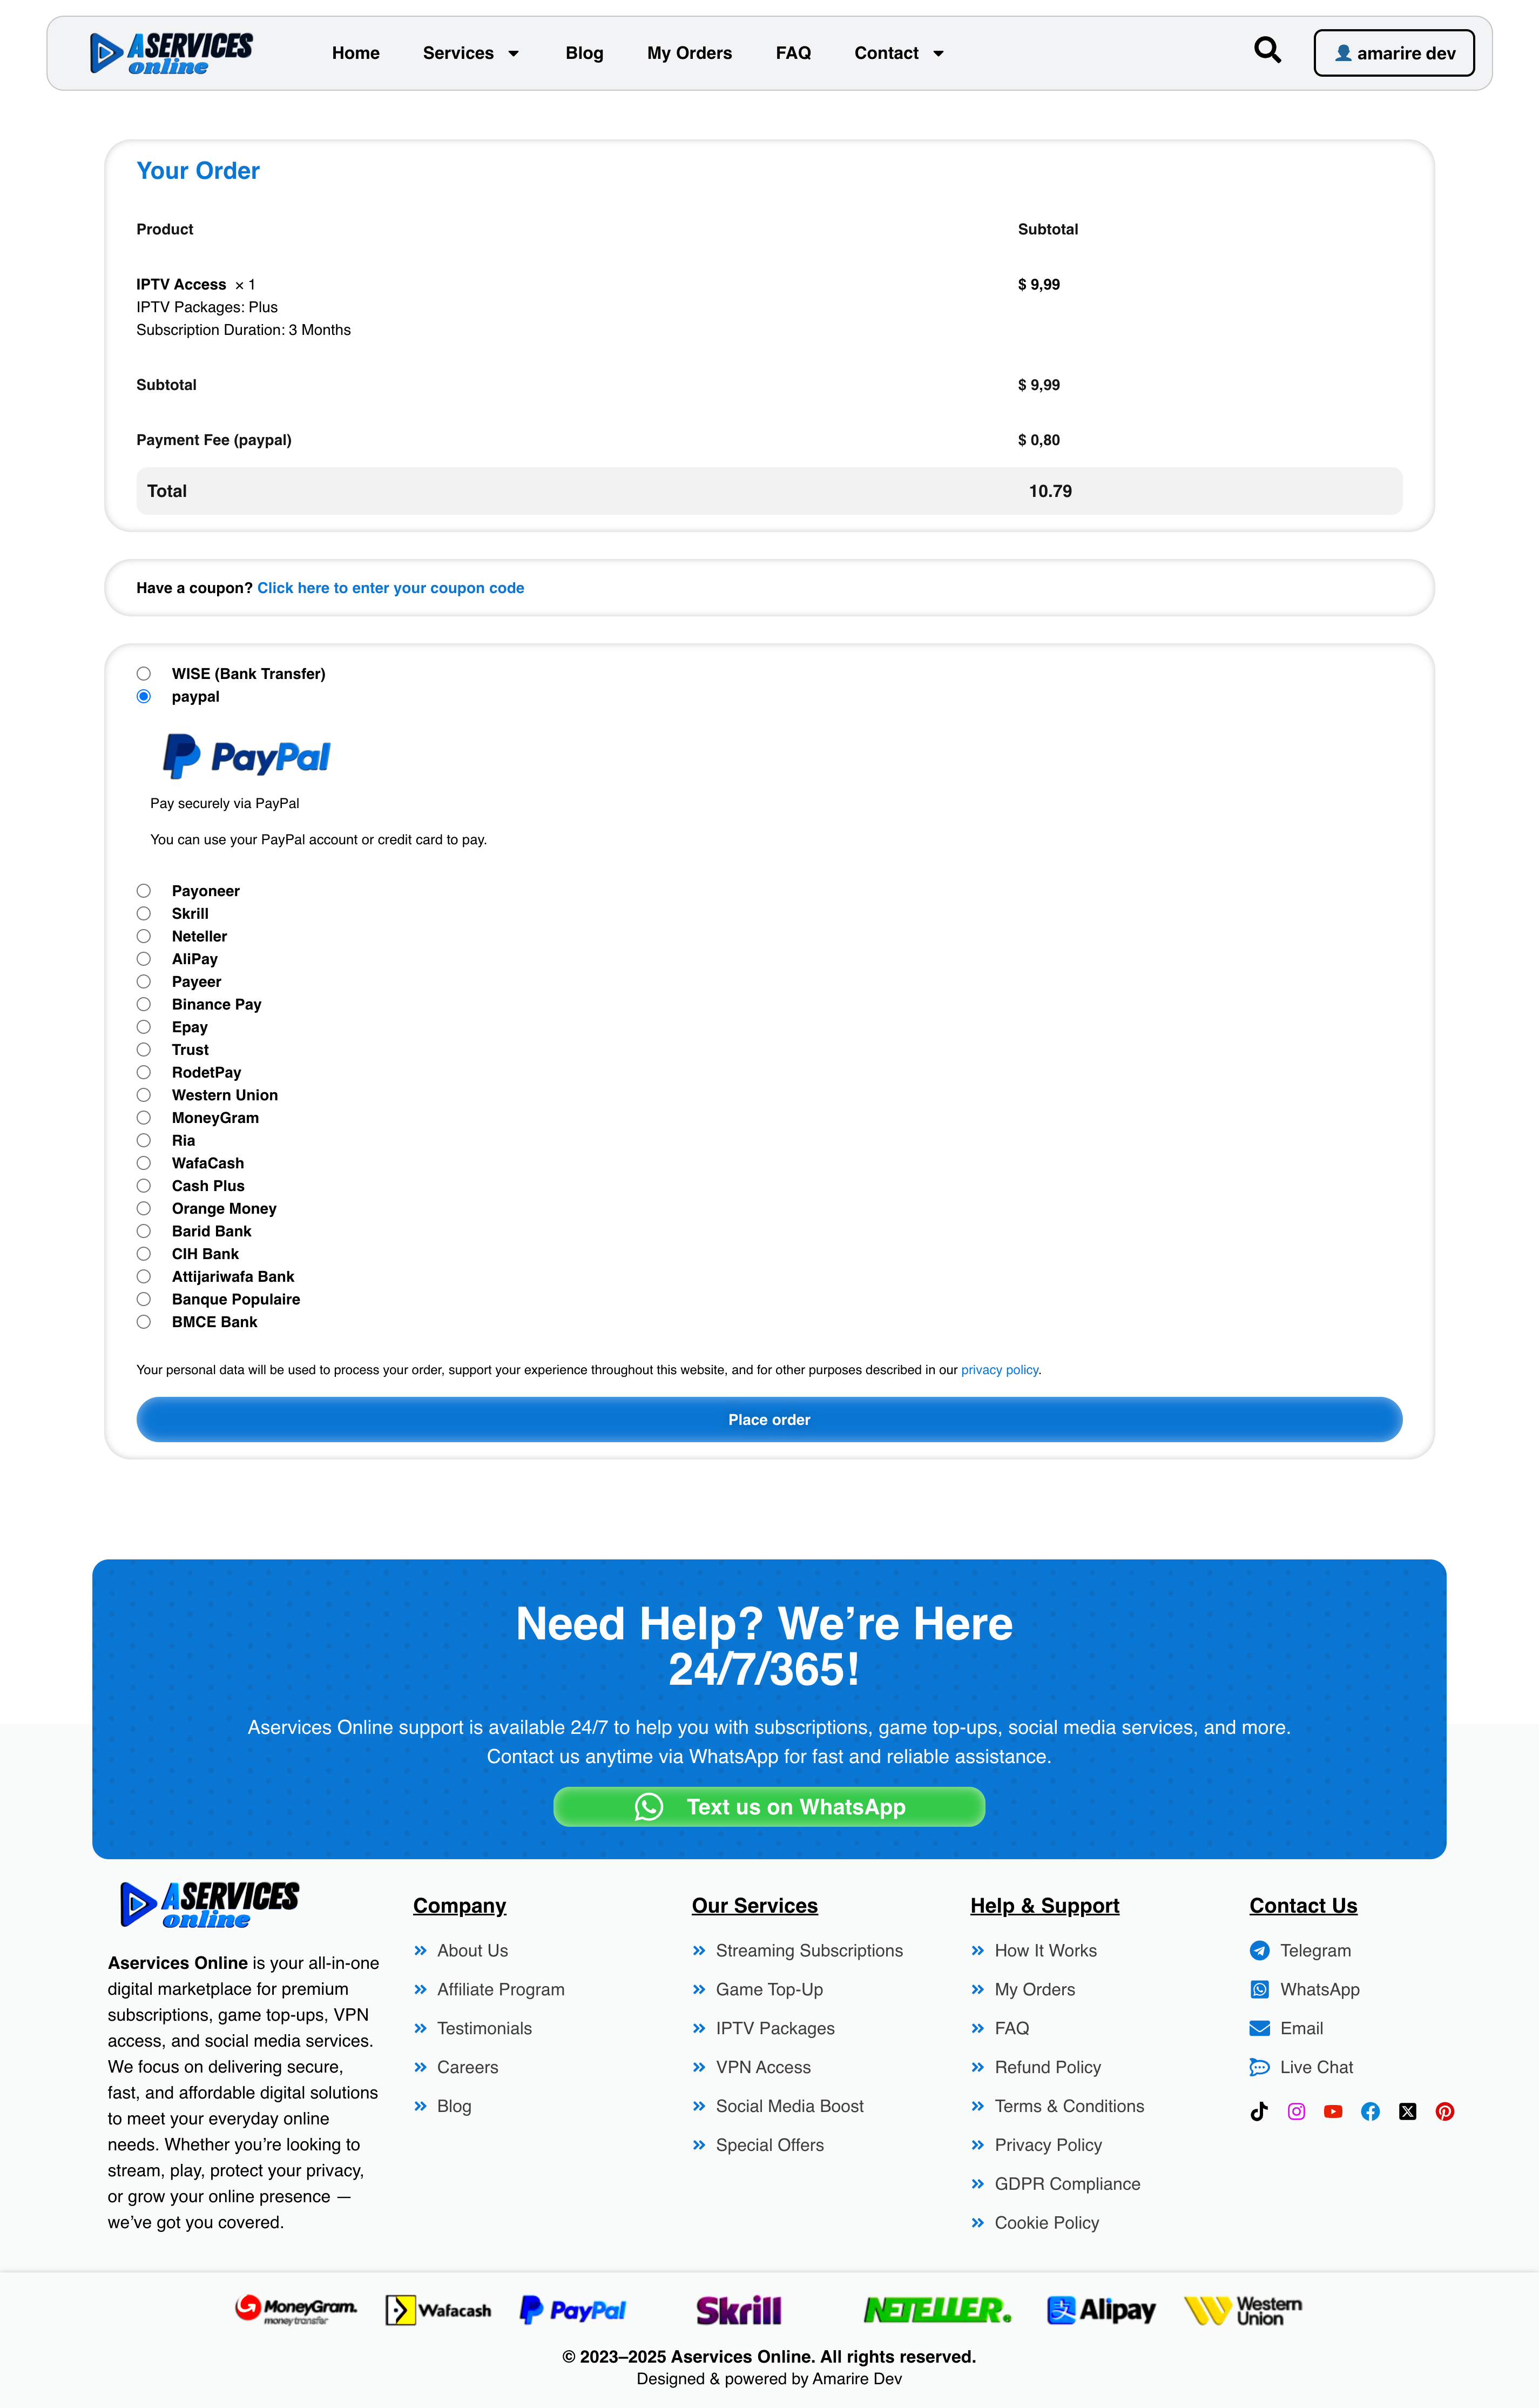 ASERVICES
online
Home
Services
Blog
My Orders
FAQ
Contact
amarire dev
Your Order
Product Subtotal
IPTV Access × 1 $ 9,99
IPTV Packages: Plus
Subscription Duration: 3 Months
Subtotal $ 9,99
Payment Fee (paypal) $ 0,80
Total 10.79
Have a coupon? Click here to enter your coupon code
WISE (Bank Transfer)
paypal
PayPal
Pay securely via PayPal
You can use your PayPal account or credit card to pay.
Payoneer
Skrill
Neteller
AliPay
Payeer
Binance Pay
Epay
Trust
RodetPay
Western Union
MoneyGram
Ria
WafaCash
Cash Plus
Orange Money
Barid Bank
CIH Bank
Attijariwafa Bank
Banque Populaire
BMCE Bank
Your personal data will be used to process your order, support your experience throughout this website, and for other purposes described in our privacy policy.
Place order
Need Help? We’re Here
24/7/365!
Aservices Online support is available 24/7 to help you with subscriptions, game top-ups, social media services, and more.
Contact us anytime via WhatsApp for fast and reliable assistance.
Text us on WhatsApp
ASERVICES
online
Aservices Online is your all-in-one
digital marketplace for premium
subscriptions, game top-ups, VPN
access, and social media services.
We focus on delivering secure,
fast, and affordable digital solutions
to meet your everyday online
needs. Whether you’re looking to
stream, play, protect your privacy,
or grow your online presence —
we’ve got you covered.
Company
About Us
Affiliate Program
Testimonials
Careers
Blog
Our Services
Streaming Subscriptions
Game Top-Up
IPTV Packages
VPN Access
Social Media Boost
Special Offers
Help & Support
How It Works
My Orders
FAQ
Refund Policy
Terms & Conditions
Privacy Policy
GDPR Compliance
Cookie Policy
Contact Us
Telegram
WhatsApp
Email
Live Chat
MoneyGram.
money transfer
Wafacash
PayPal
Skrill
NETELLER.
支 Alipay
Western
Union
© 2023–2025 Aservices Online. All rights reserved.
Designed & powered by Amarire Dev